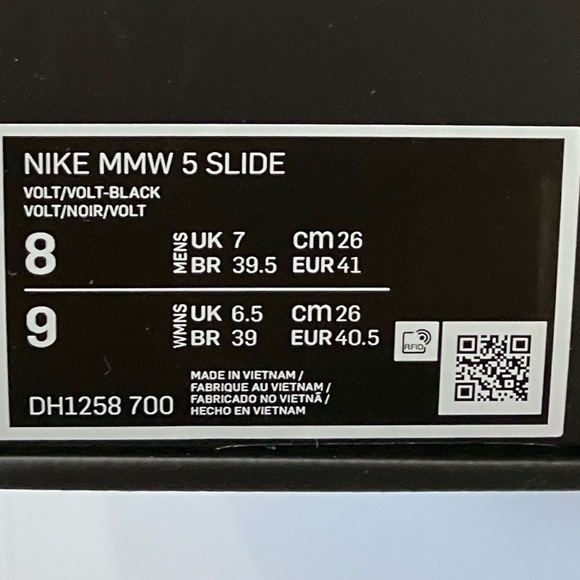 NIKE MMW 5 SLIDE
VOLT/VOLT-BLACK
VOLT/NOIR/VOLT
8 MENS UK 7 cm 26
BR 39.5 EUR 41
9 WMNS UK 6.5 cm 26
BR 39 EUR 40.5
RFID
DH1258 700
MADE IN VIETNAM /
FABRIQUE AU VIETNAM /
FABRICADO NO VIETNÃ /
HECHO EN VIETNAM